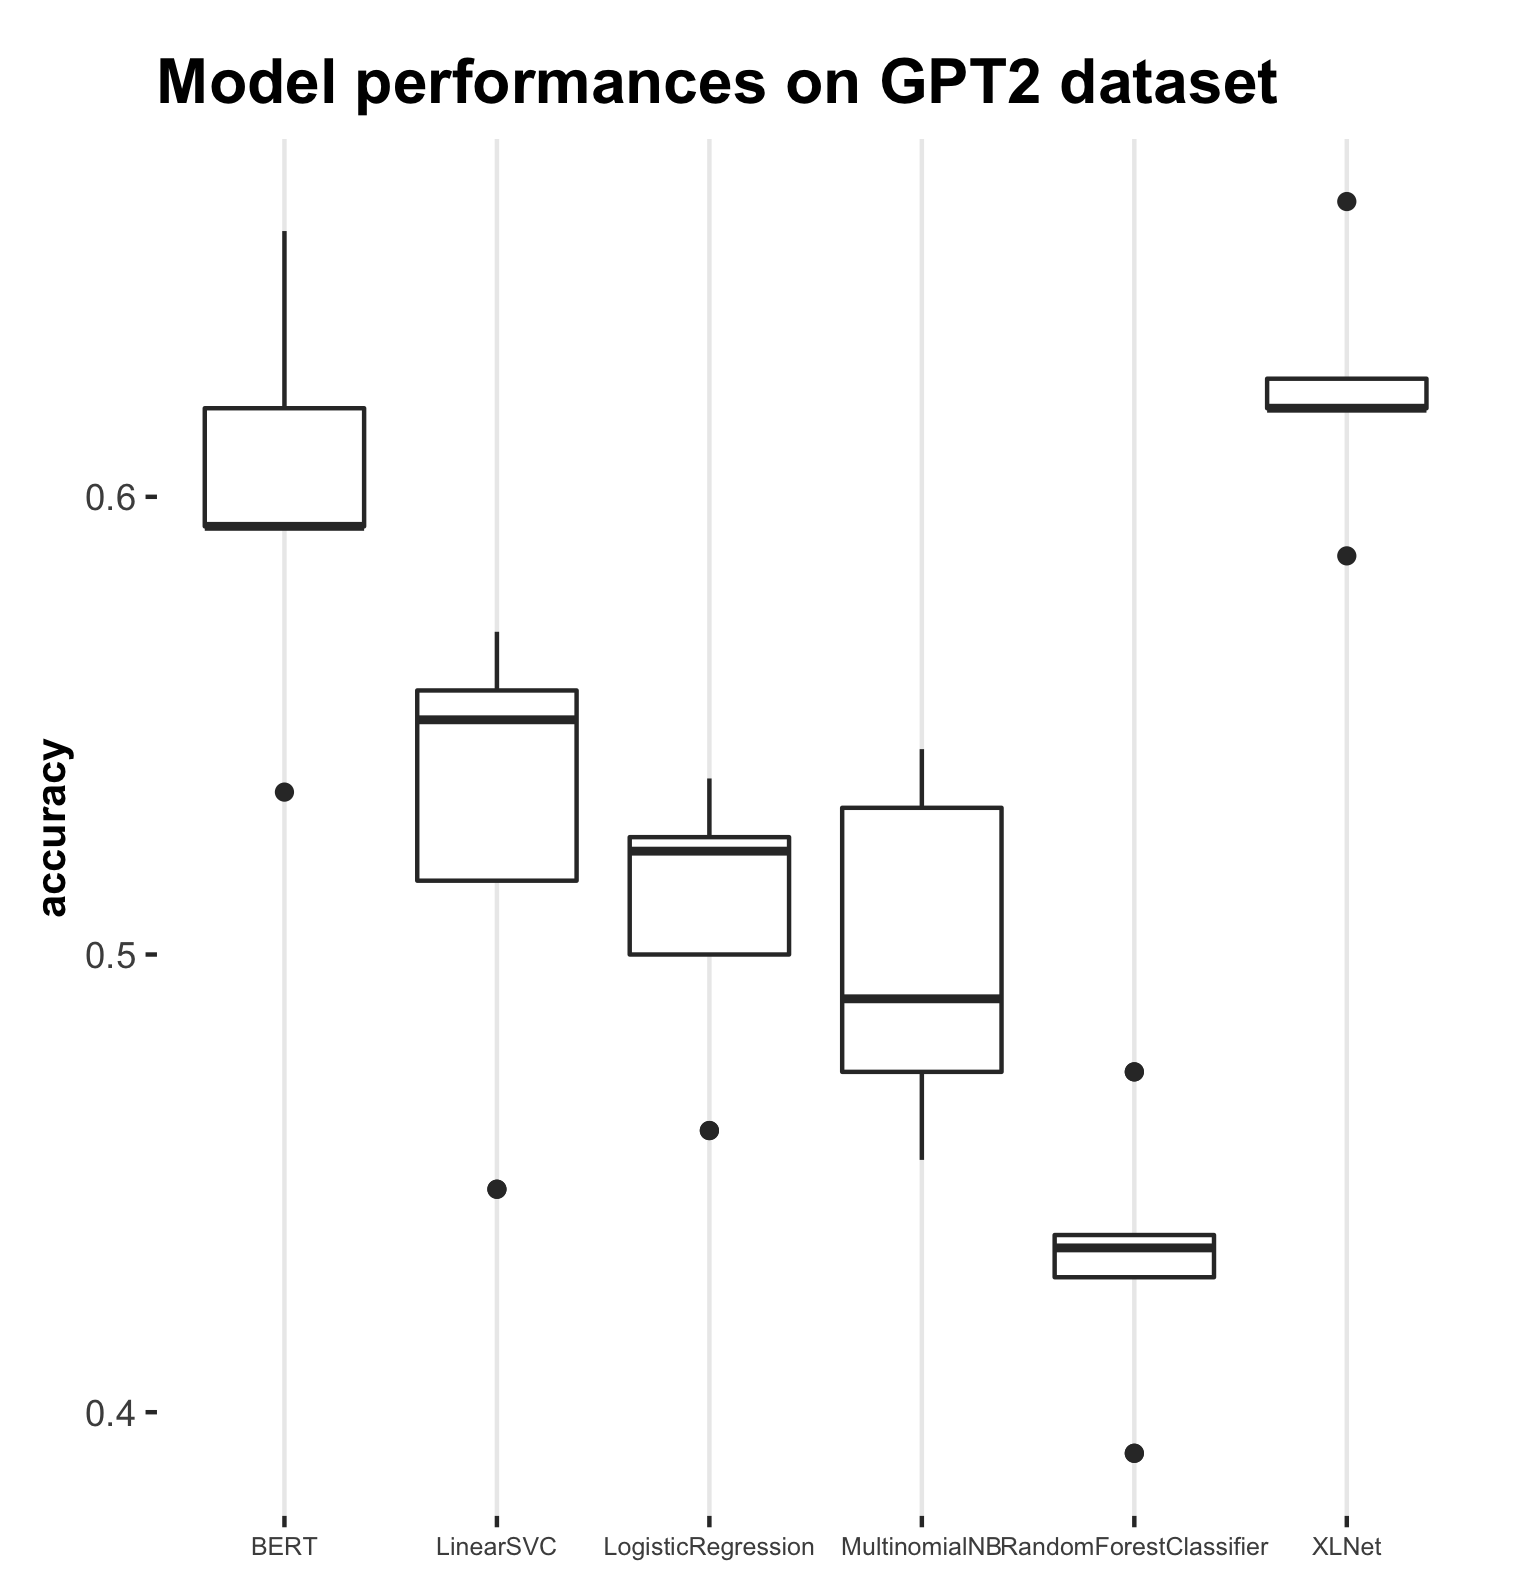 Model performances on GPT2 dataset
accuracy
0.6
0.5
0.4
BERT LinearSVC LogisticRegression MultinomialNB RandomForestClassifier XLNet